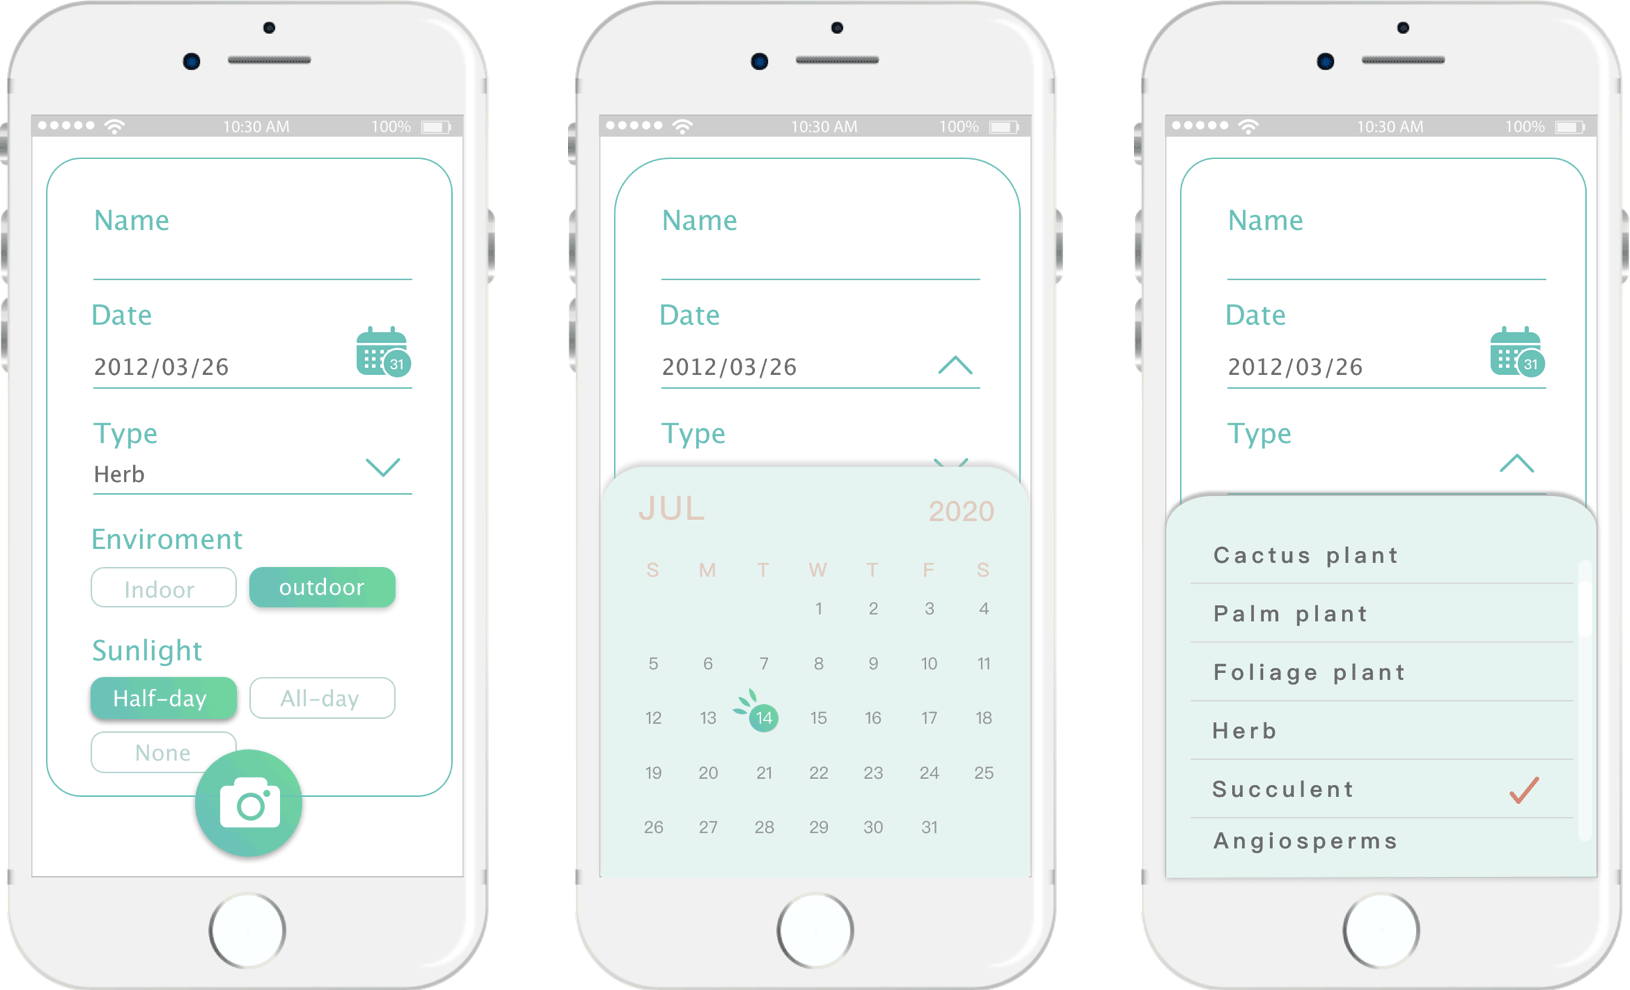 10:30 AM 100%
Name
Date
2012/03/26 31
Type
Herb
Enviroment
Indoor outdoor
Sunlight
Half-day All-day
None
10:30 AM 100%
Name
Date
2012/03/26
Type
JUL 2020
S M T W T F S
1 2 3 4
5 6 7 8 9 10 11
12 13 14 15 16 17 18
19 20 21 22 23 24 25
26 27 28 29 30 31
10:30 AM 100%
Name
Date
2012/03/26 31
Type
Cactus plant
Palm plant
Foliage plant
Herb
Succulent
Angiosperms